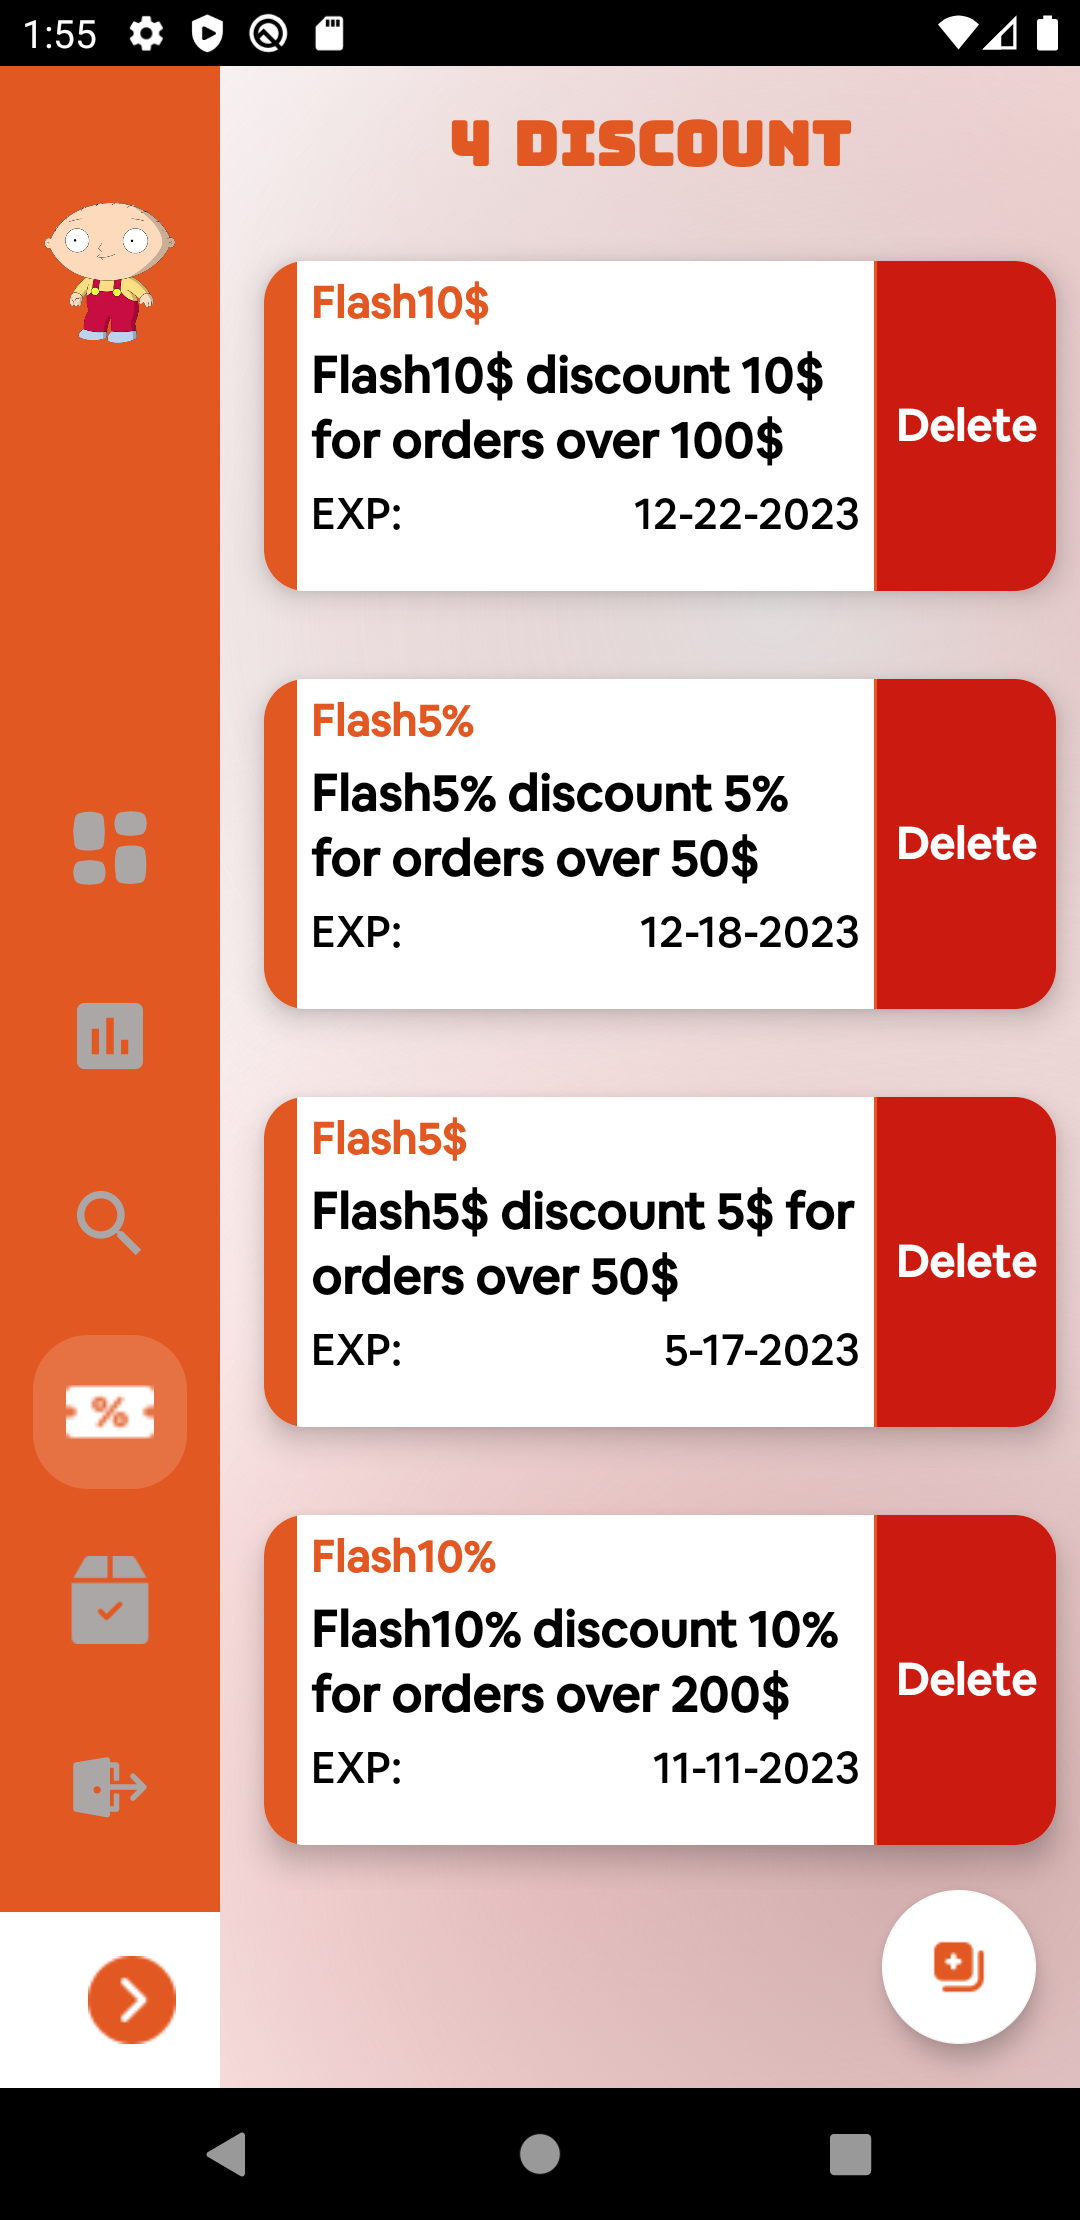 1:55
4 DISCOUNT
Flash10$
Flash10$ discount 10$
for orders over 100$
EXP: 12-22-2023
Delete
Flash5%
Flash5% discount 5%
for orders over 50$
EXP: 12-18-2023
Delete
Flash5$
Flash5$ discount 5$ for
orders over 50$
EXP: 5-17-2023
Delete
Flash10%
Flash10% discount 10%
for orders over 200$
EXP: 11-11-2023
Delete